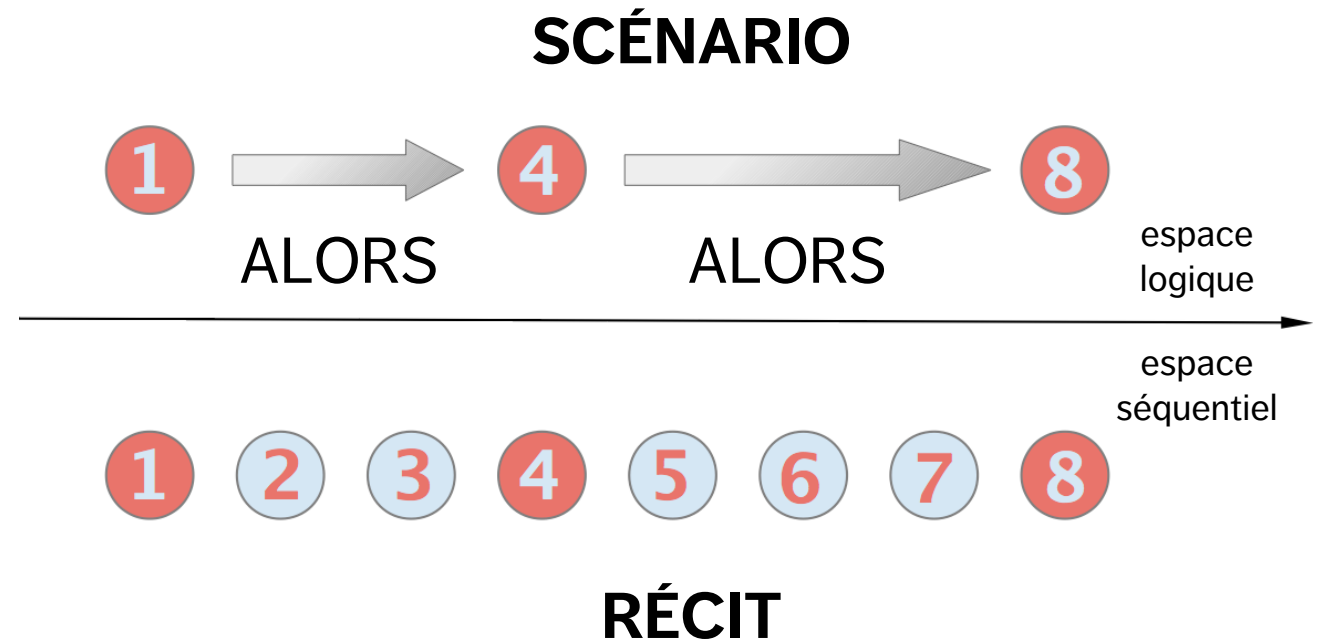 SCÉNARIO
1 4 8
ALORS ALORS
espace
logique
espace
séquentiel
1 2 3 4 5 6 7 8
RÉCIT